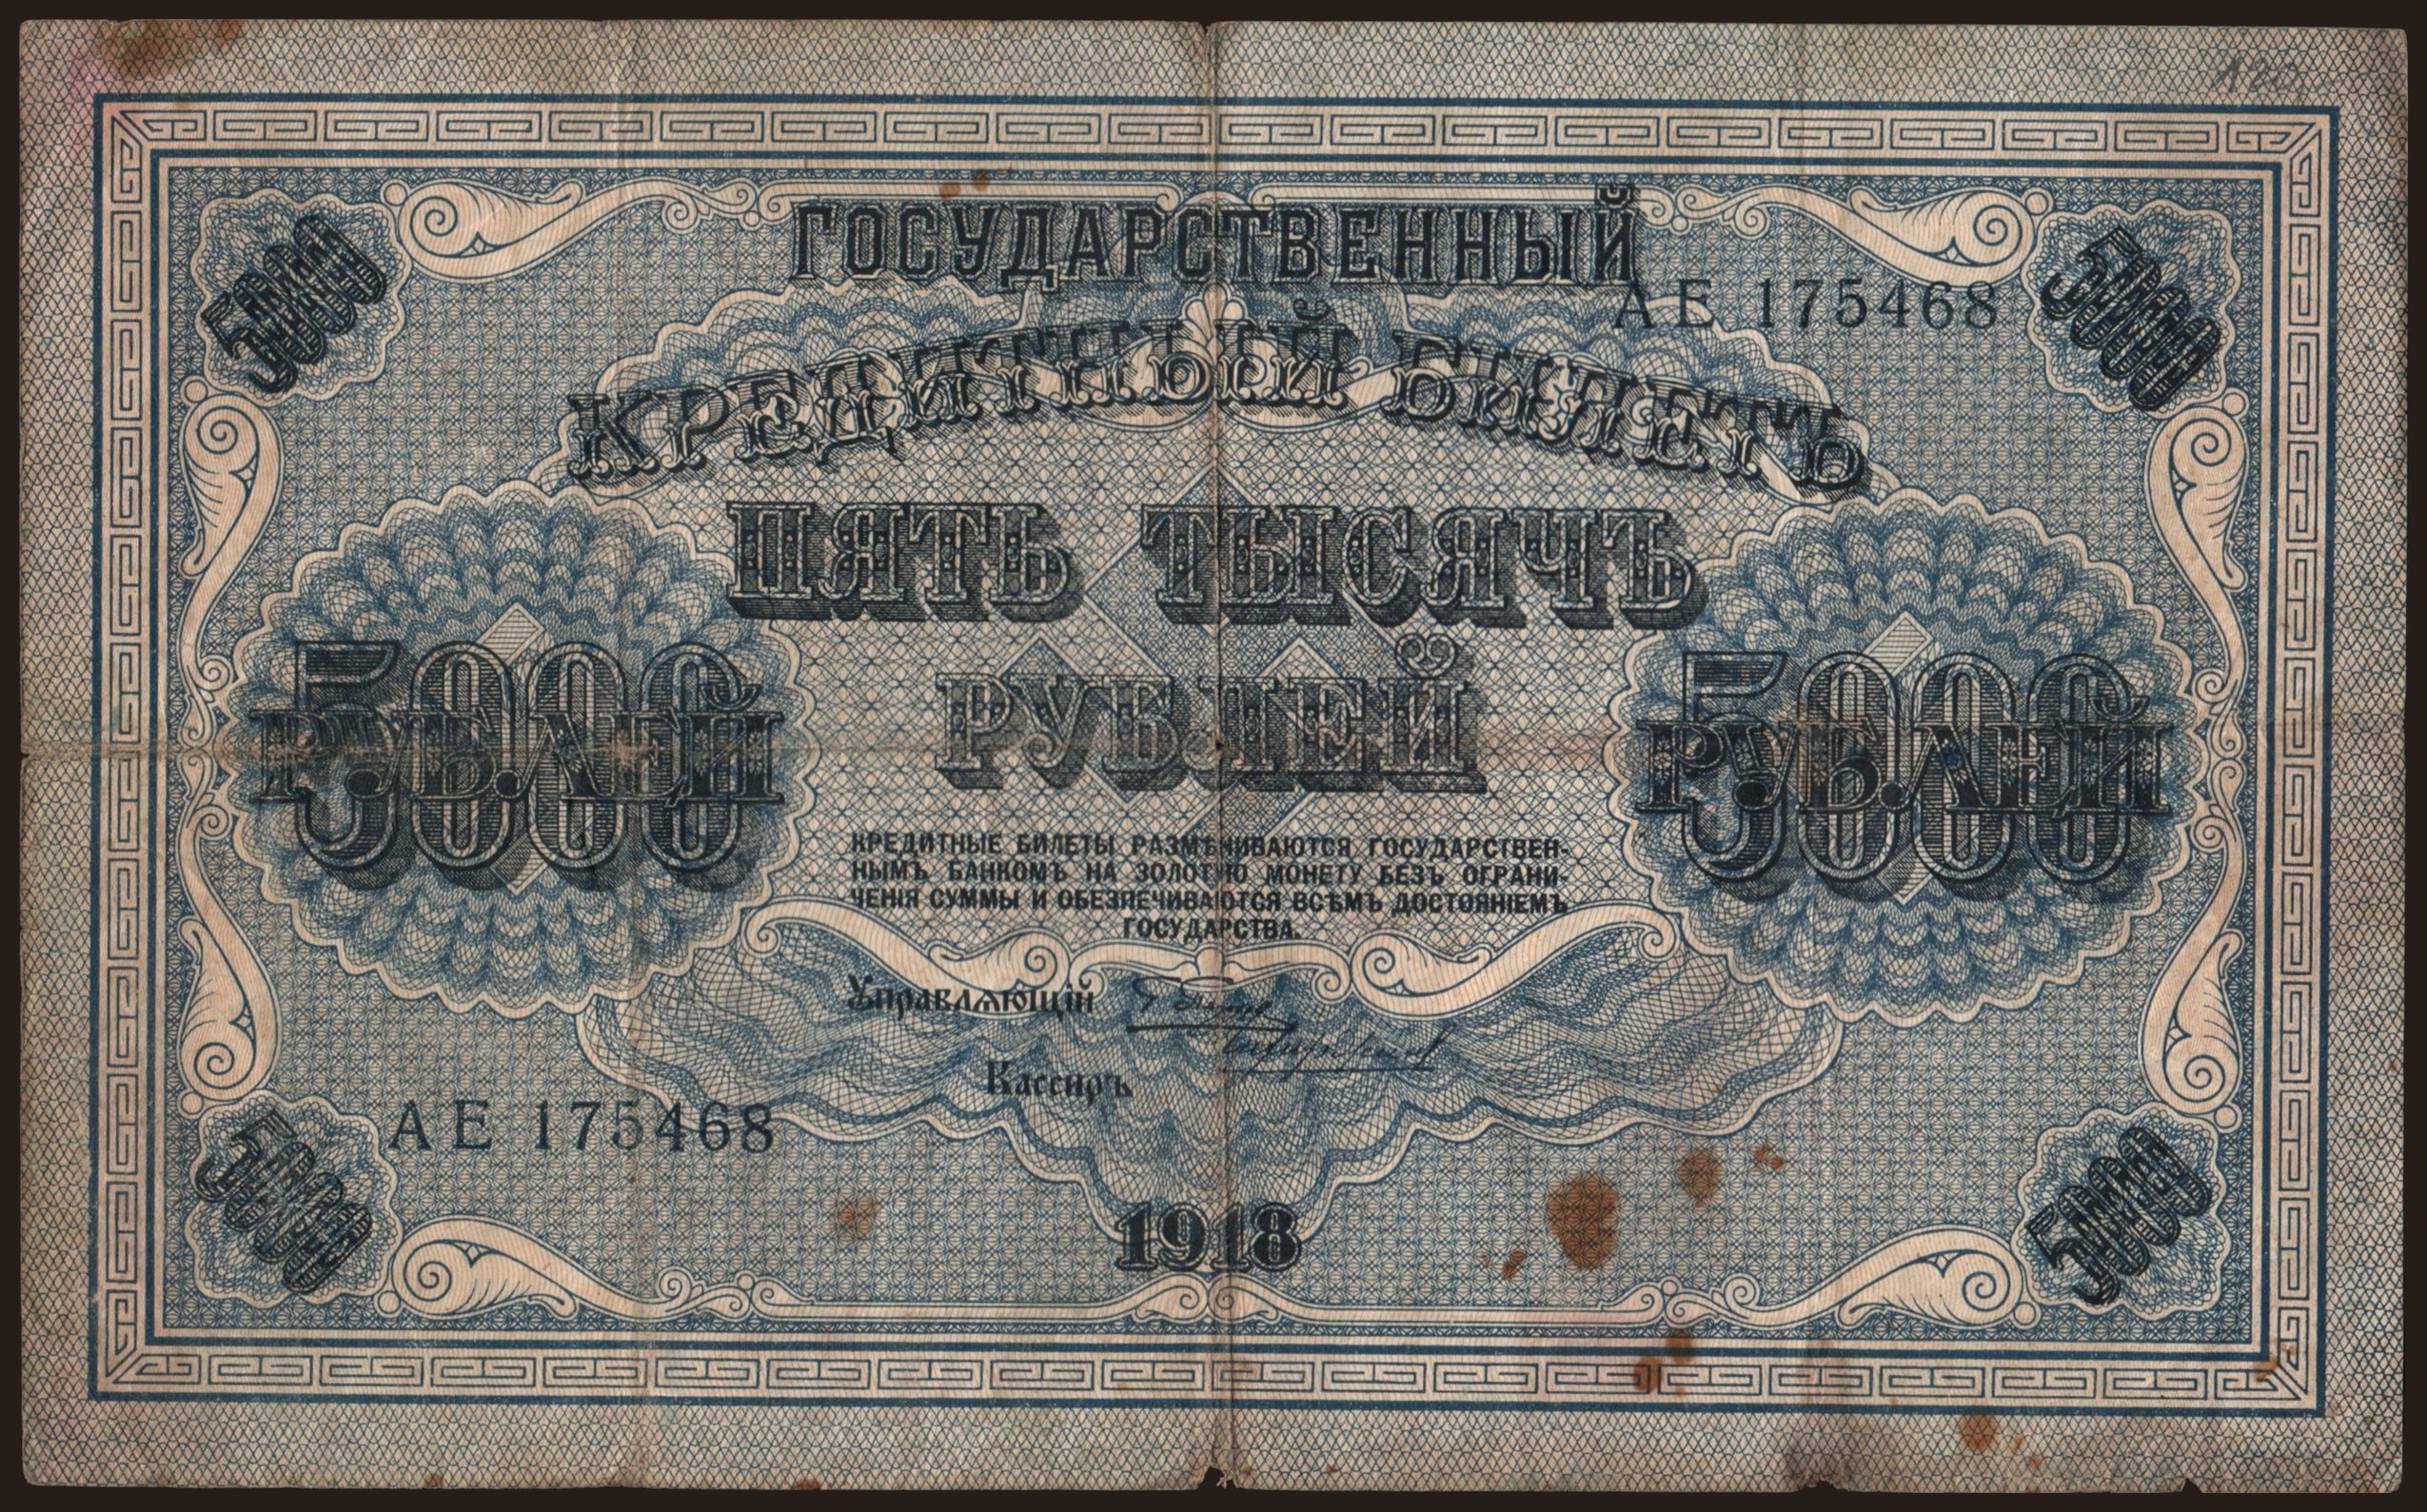 5000 ГОСУДАРСТВЕННЫЙ 5000
АЕ 175468
КРЕДИТНЫЙ БИЛЕТЪ
ПЯТЬ ТЫСЯЧЪ
РУБЛЕЙ
5000 РУБЛЕЙ
5000 РУБЛЕЙ
КРЕДИТНЫЕ БИЛЕТЫ РАЗМѢНИВАЮТСЯ ГОСУДАРСТВЕН-
НЫМЪ БАНКОМЪ НА ЗОЛОТУЮ МОНЕТУ БЕЗЪ ОГРАНИ-
ЧЕНІЯ СУММЫ И ОБЕЗПЕЧИВАЮТСЯ ВСѢМЪ ДОСТОЯНІЕМЪ
ГОСУДАРСТВА.
Управляющій
Кассиръ
АЕ 175468
5000 1918 5000